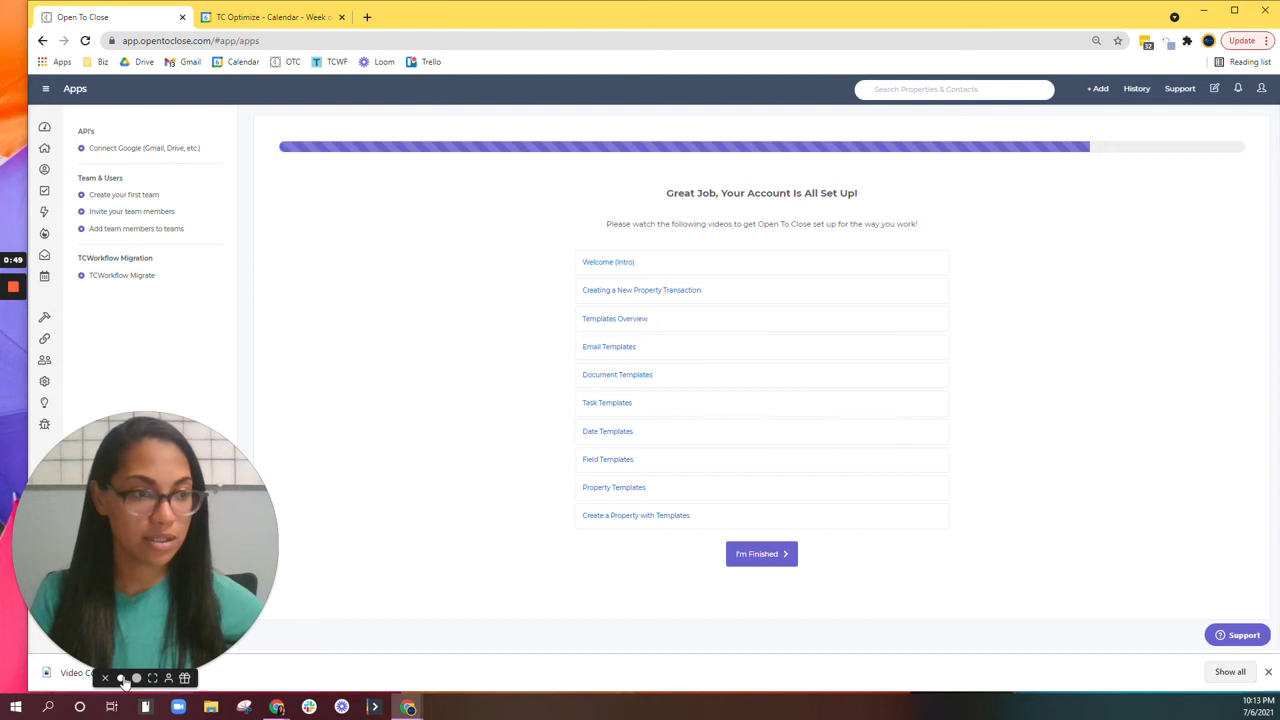 Open To Close
TC Optimize - Calendar - Week o
app.opentoclose.com/#app/apps
32
Update
Apps
Biz
Drive
Gmail
Calendar
OTC
TCWF
Loom
Trello
Reading list
Apps
Search Properties & Contacts
+ Add
History
Support
API's
Connect Google (Gmail, Drive, etc.)
Team & Users
Create your first team
Invite your team members
Add team members to teams
TCWorkflow Migration
TCWorkflow Migrate
0:49
Great Job, Your Account Is All Set Up!
Please watch the following videos to get Open To Close set up for the way you work!
Welcome (Intro)
Creating a New Property Transaction
Templates Overview
Email Templates
Document Templates
Task Templates
Date Templates
Field Templates
Property Templates
Create a Property with Templates
I'm Finished
Support
Video
Show all
10:13 PM
7/6/2021